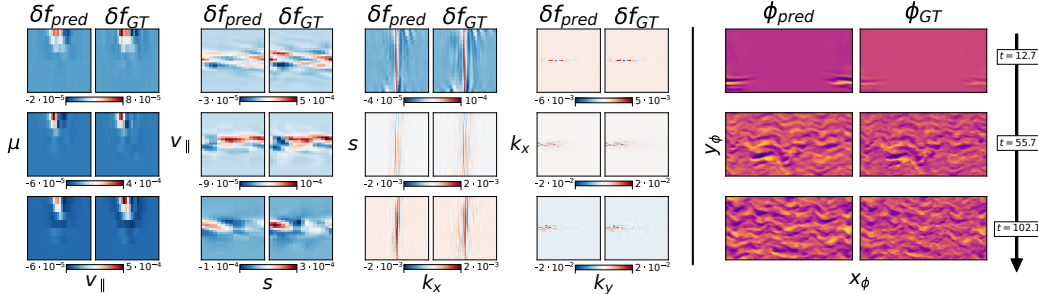 δf_pred δf_GT δf_pred δf_GT δf_pred δf_GT δf_pred δf_GT ϕ_pred ϕ_GT
t = 12.7
-2·10⁻⁵ 8·10⁻⁵ -3·10⁻⁵ 5·10⁻⁴ -4·10⁻⁵ 10⁻⁴ -6·10⁻³ 5·10⁻³
μ v_∥ s k_x y_ϕ t = 55.7
-6·10⁻⁵ 4·10⁻⁴ -9·10⁻⁵ 10⁻⁴ -2·10⁻³ 2·10⁻³ -2·10⁻² 2·10⁻²
t = 102.1
-6·10⁻⁵ 5·10⁻⁴ -1·10⁻⁴ 2·10⁻⁴ -2·10⁻³ 2·10⁻³ -2·10⁻² 2·10⁻²
v_∥ s k_x k_y x_ϕ